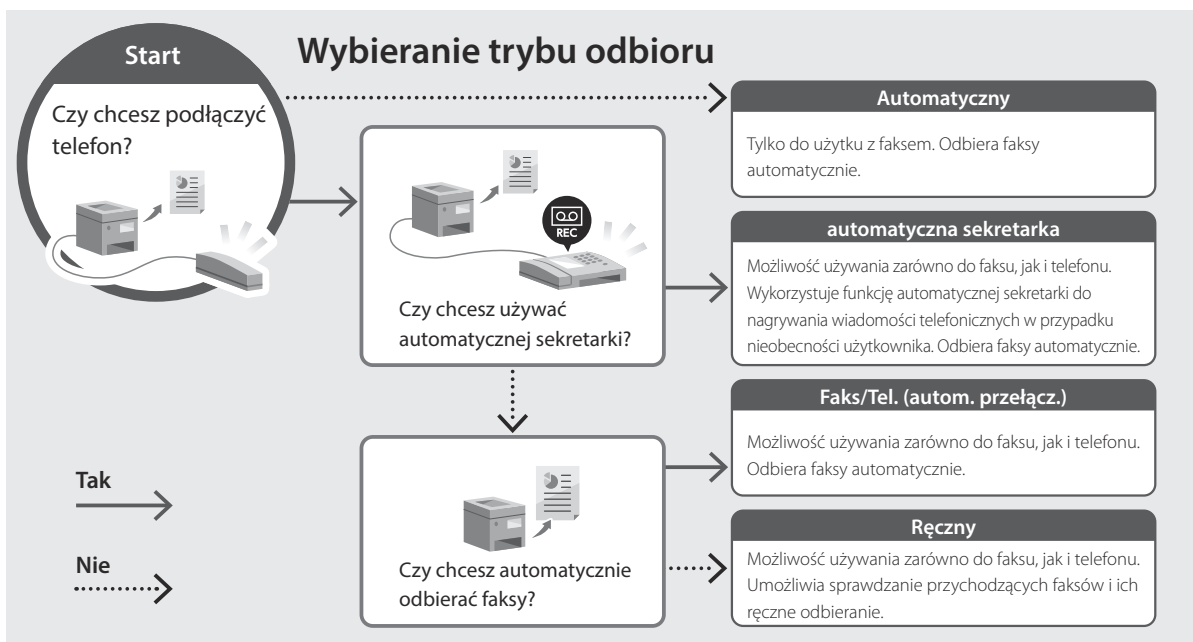 Wybieranie trybu odbioru
Start
Czy chcesz podłączyć
telefon?
REC
Czy chcesz używać
automatycznej sekretarki?
Czy chcesz automatycznie
odbierać faksy?
Automatyczny
Tylko do użytku z faksem. Odbiera faksy
automatycznie.
automatyczna sekretarka
Możliwość używania zarówno do faksu, jak i telefonu.
Wykorzystuje funkcję automatycznej sekretarki do
nagrywania wiadomości telefonicznych w przypadku
nieobecności użytkownika. Odbiera faksy automatycznie.
Faks/Tel. (autom. przełącz.)
Możliwość używania zarówno do faksu, jak i telefonu.
Odbiera faksy automatycznie.
Ręczny
Możliwość używania zarówno do faksu, jak i telefonu.
Umożliwia sprawdzanie przychodzących faksów i ich
ręczne odbieranie.
Tak
Nie